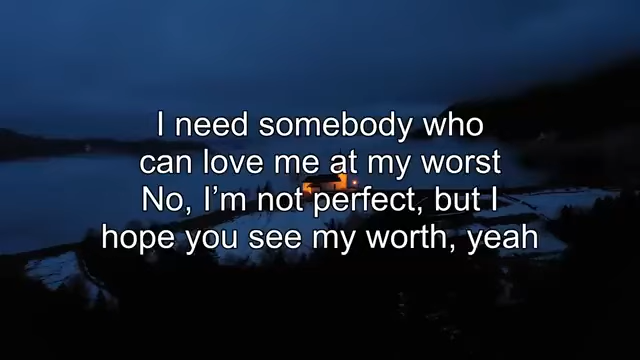 I need somebody who
can love me at my worst
No, I'm not perfect, but I
hope you see my worth, yeah